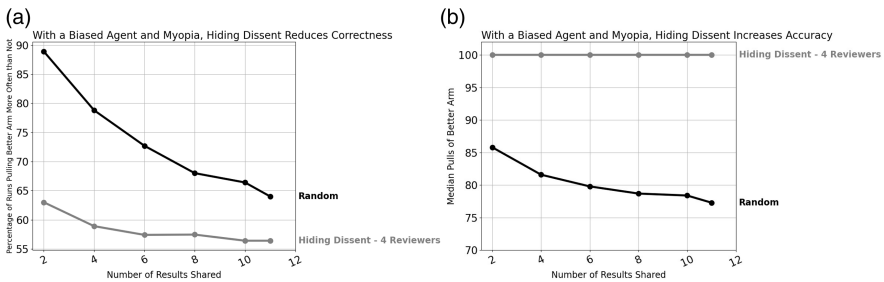 (a)
With a Biased Agent and Myopia, Hiding Dissent Reduces Correctness
Percentage of Runs Pulling Better Arm More Often than Not
90
85
80
75
70
65
60
55
Random
Hiding Dissent - 4 Reviewers
2
4
6
8
10
12
Number of Results Shared
(b)
With a Biased Agent and Myopia, Hiding Dissent Increases Accuracy
Median Pulls of Better Arm
100
95
90
85
80
75
70
Hiding Dissent - 4 Reviewers
Random
2
4
6
8
10
12
Number of Results Shared